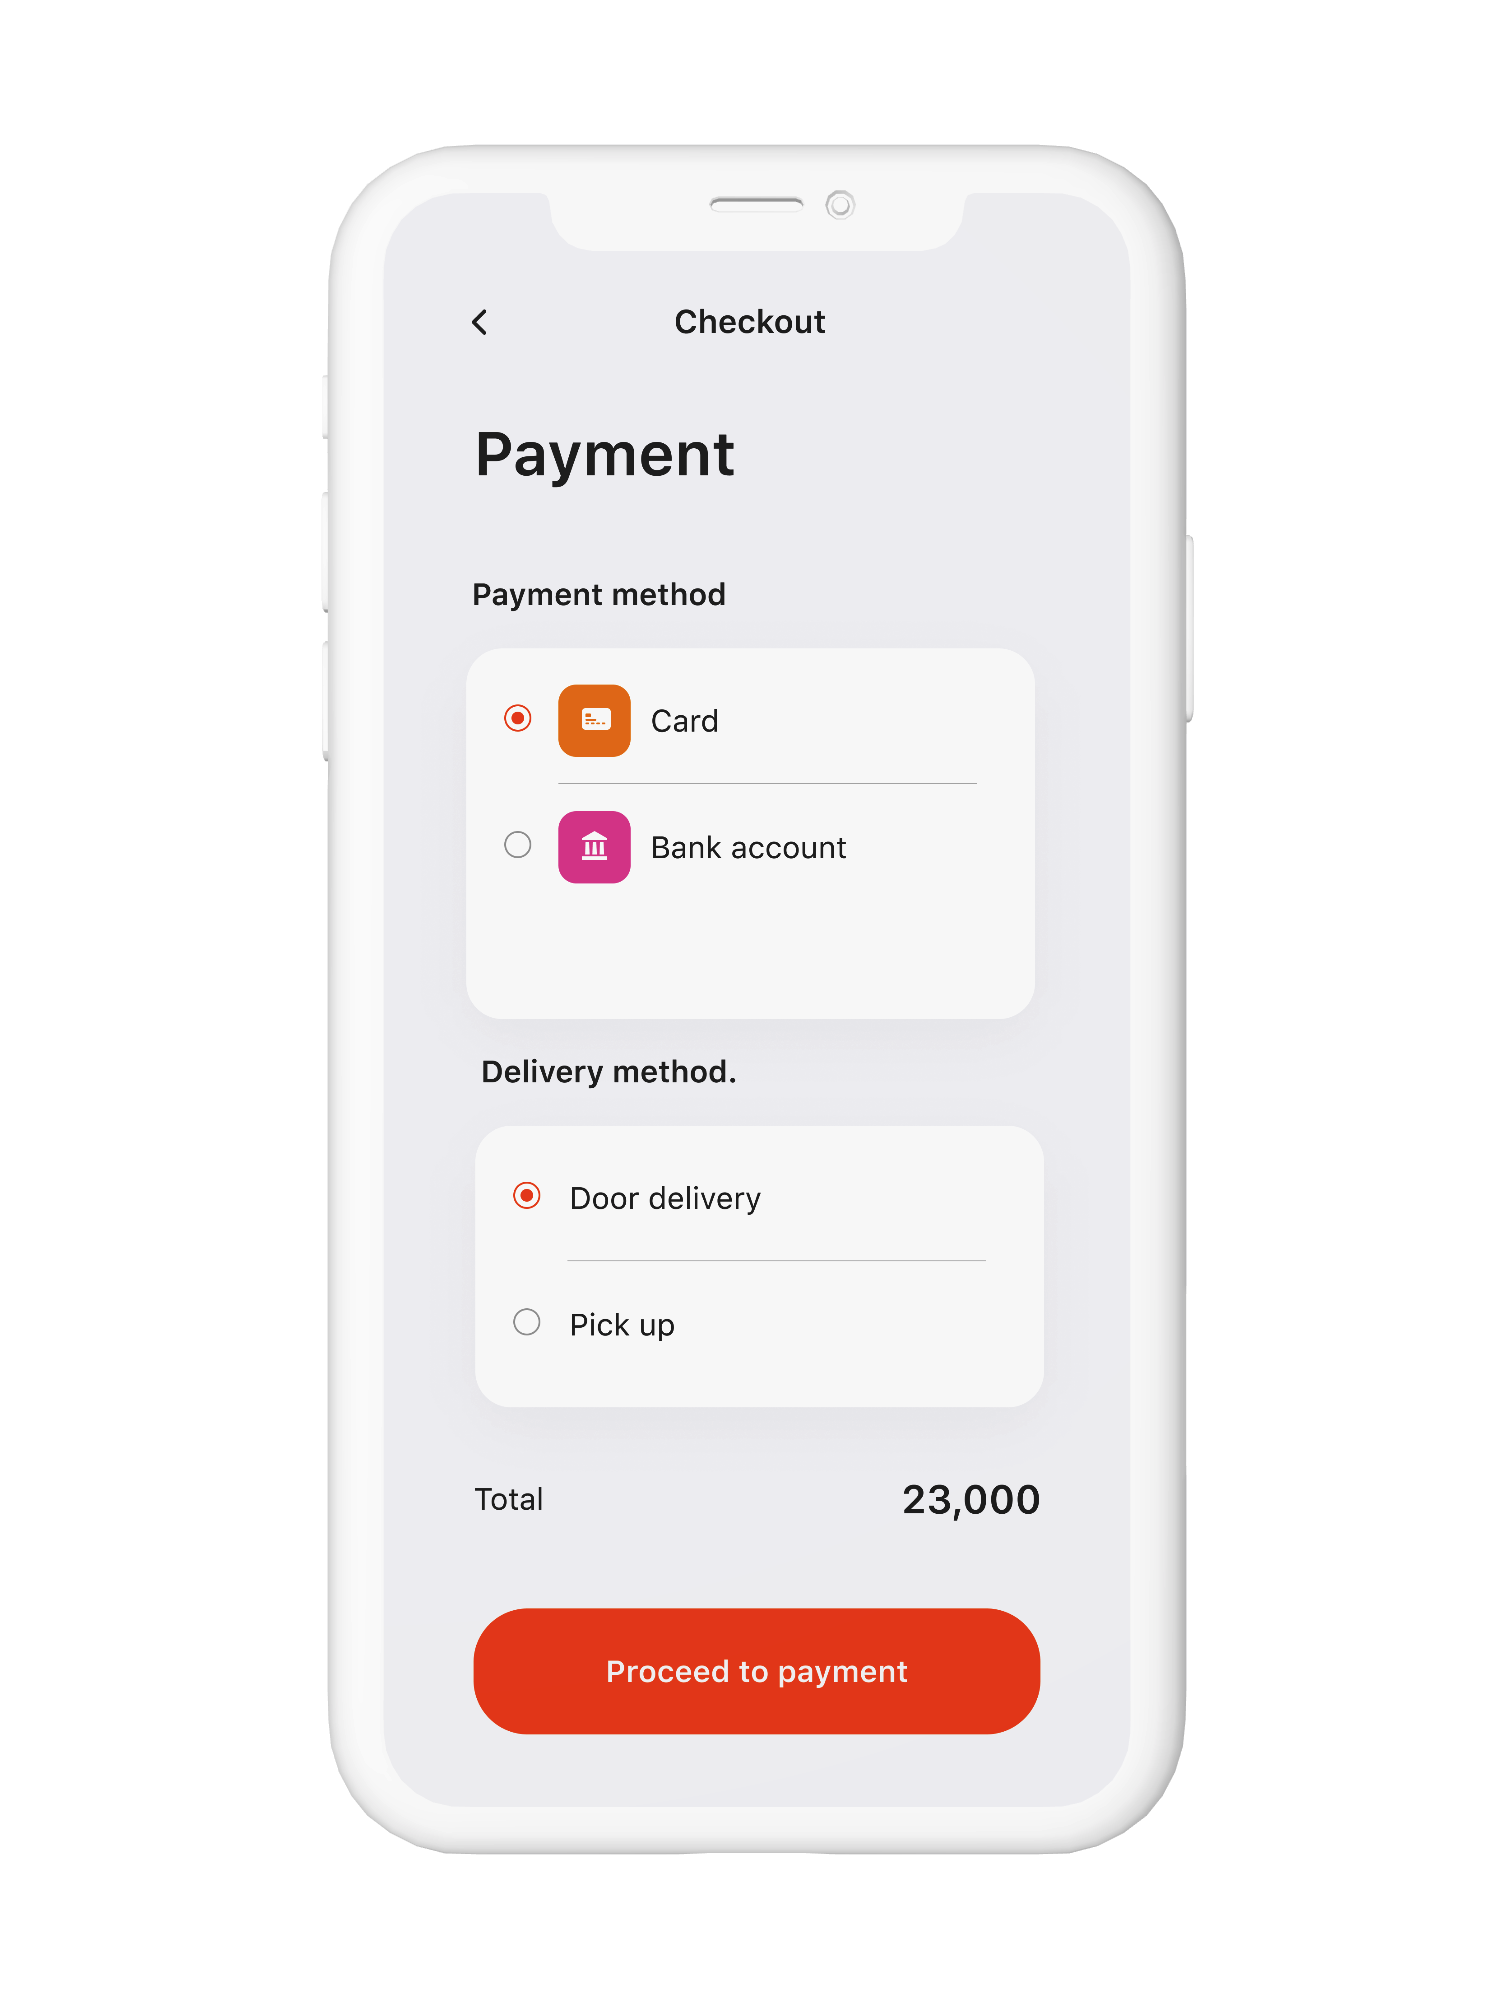 Checkout
Payment
Payment method
Card
Bank account
Delivery method.
Door delivery
Pick up
Total 23,000
Proceed to payment